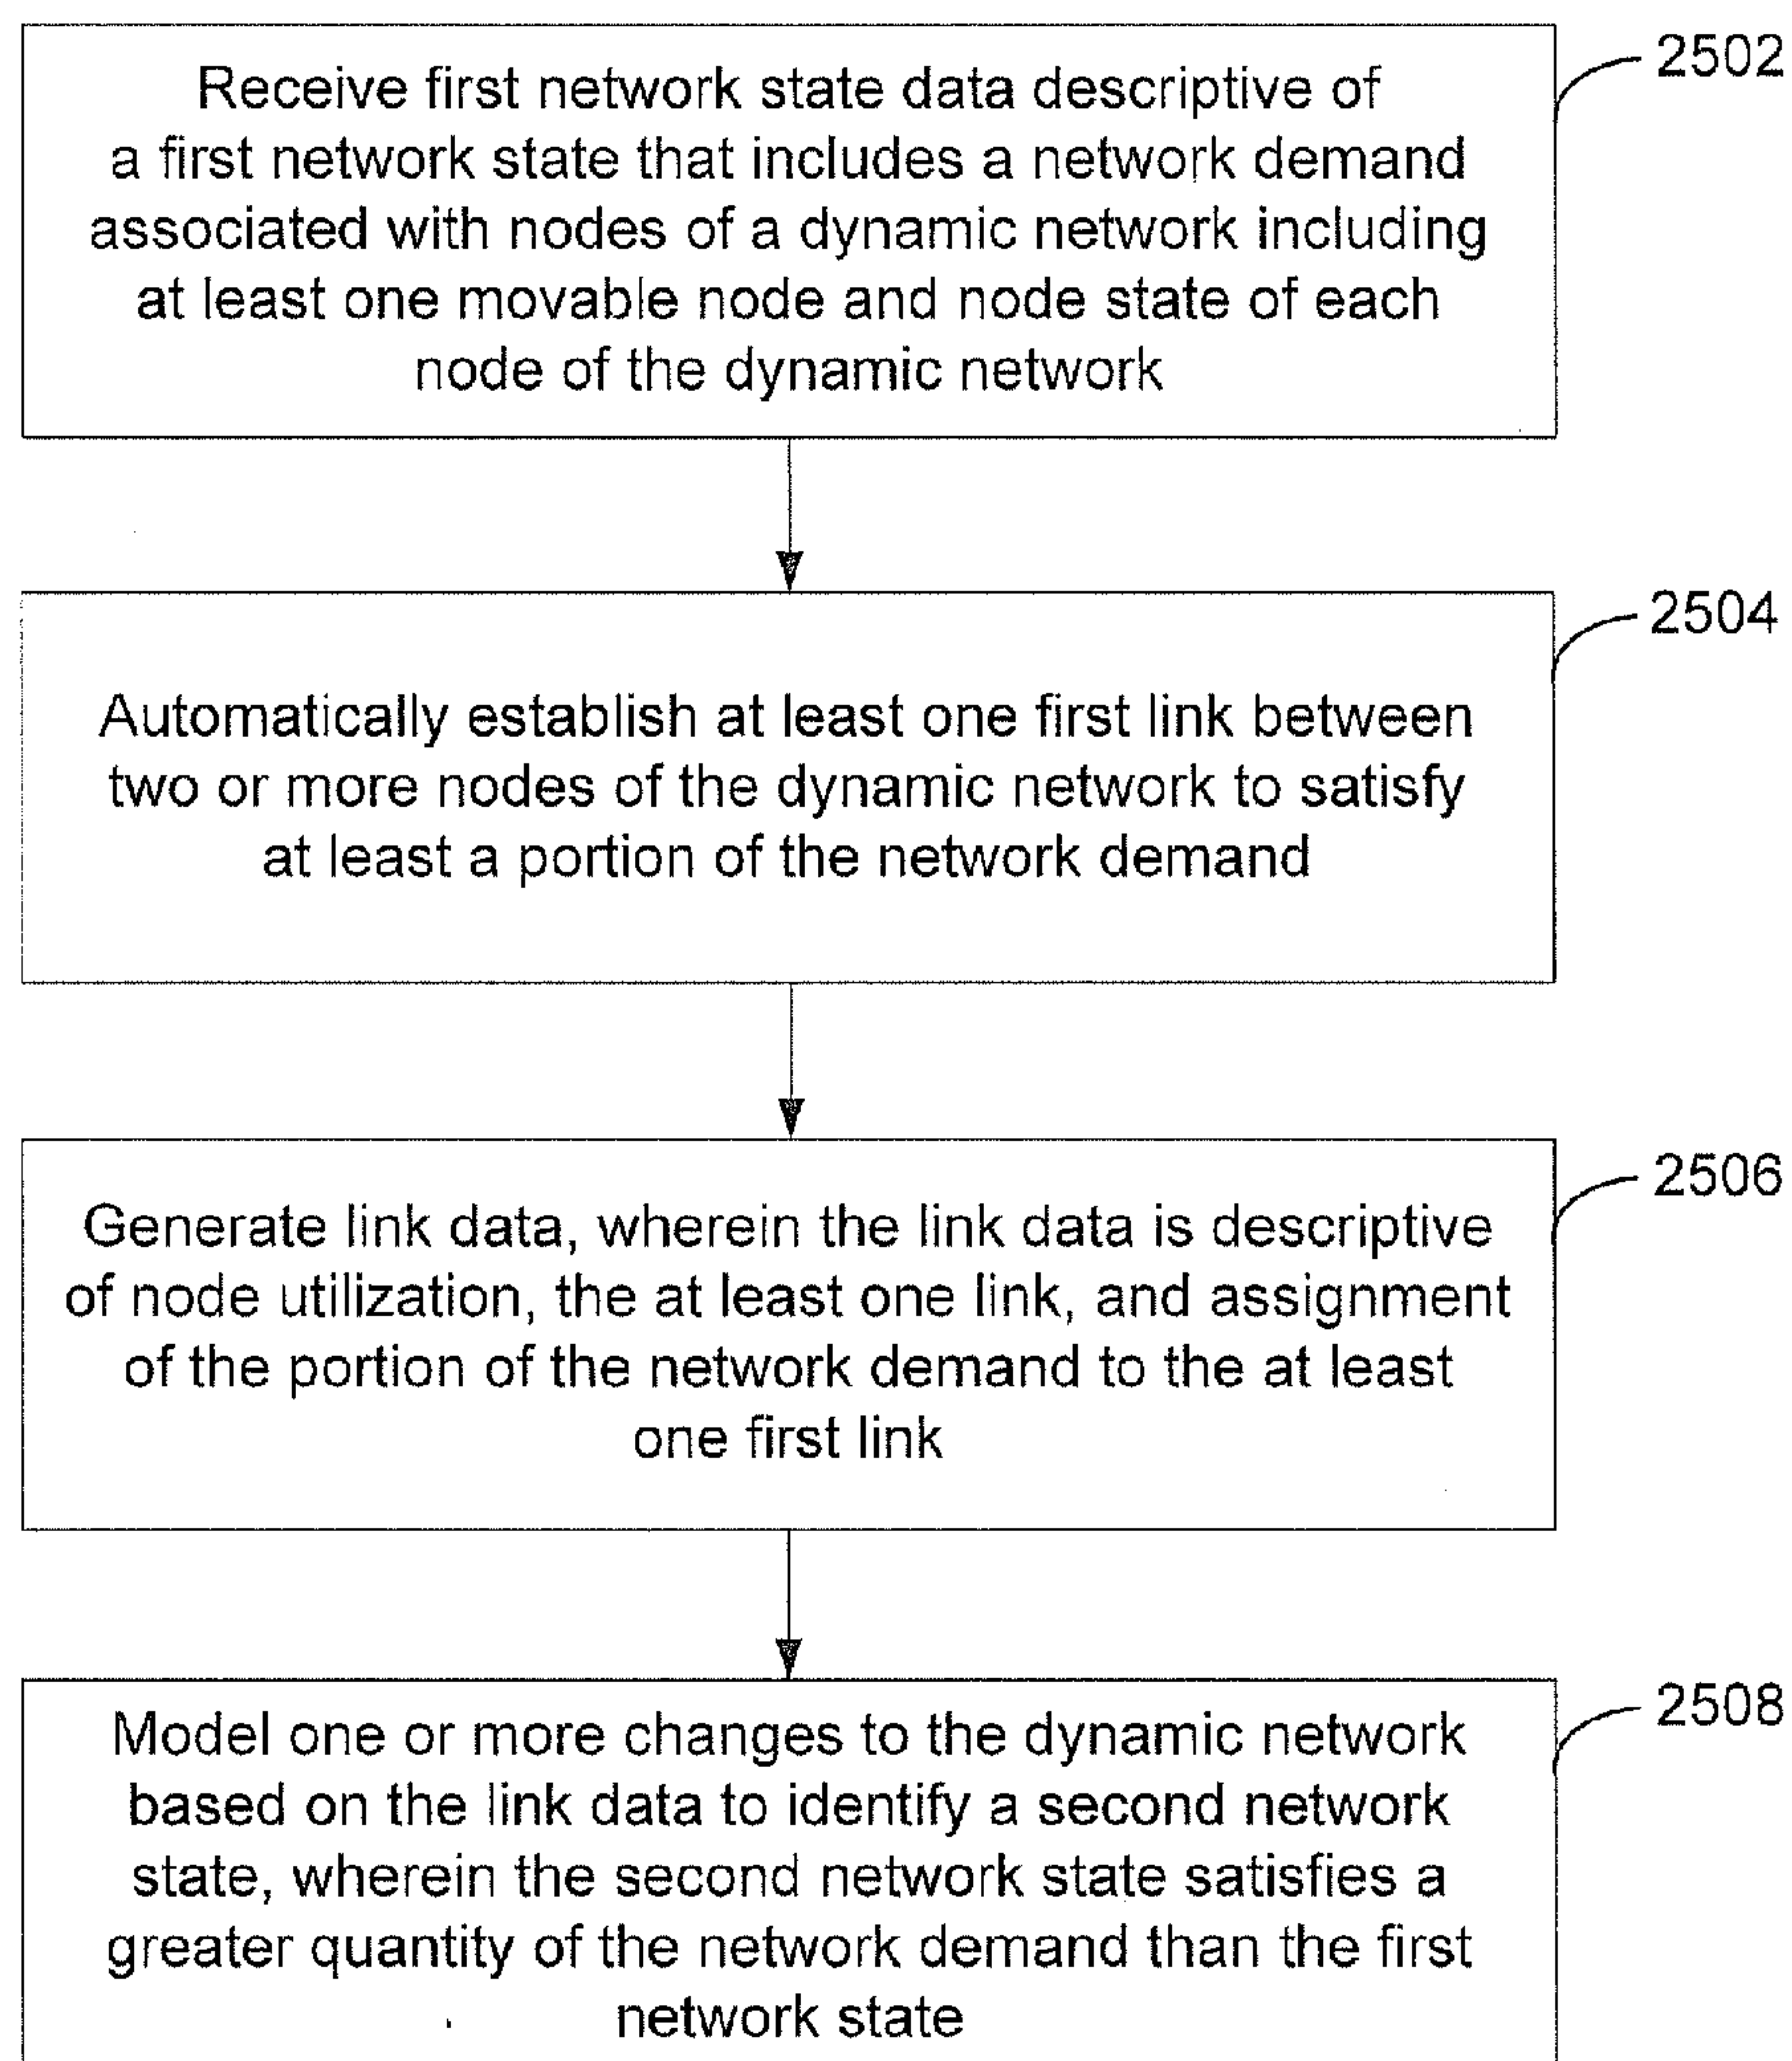 Receive first network state data descriptive of
a first network state that includes a network demand
associated with nodes of a dynamic network including
at least one movable node and node state of each
node of the dynamic network
2502
Automatically establish at least one first link between
two or more nodes of the dynamic network to satisfy
at least a portion of the network demand
2504
Generate link data, wherein the link data is descriptive
of node utilization, the at least one link, and assignment
of the portion of the network demand to the at least
one first link
2506
Model one or more changes to the dynamic network
based on the link data to identify a second network
state, wherein the second network state satisfies a
greater quantity of the network demand than the first
network state
2508